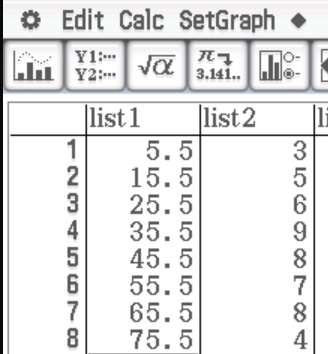 Edit Calc SetGraph ◆
Y1:··· Y2:··· √α π 3.141..
list1 list2 li
1 5.5 3
2 15.5 5
3 25.5 6
4 35.5 9
5 45.5 8
6 55.5 7
7 65.5 8
8 75.5 4